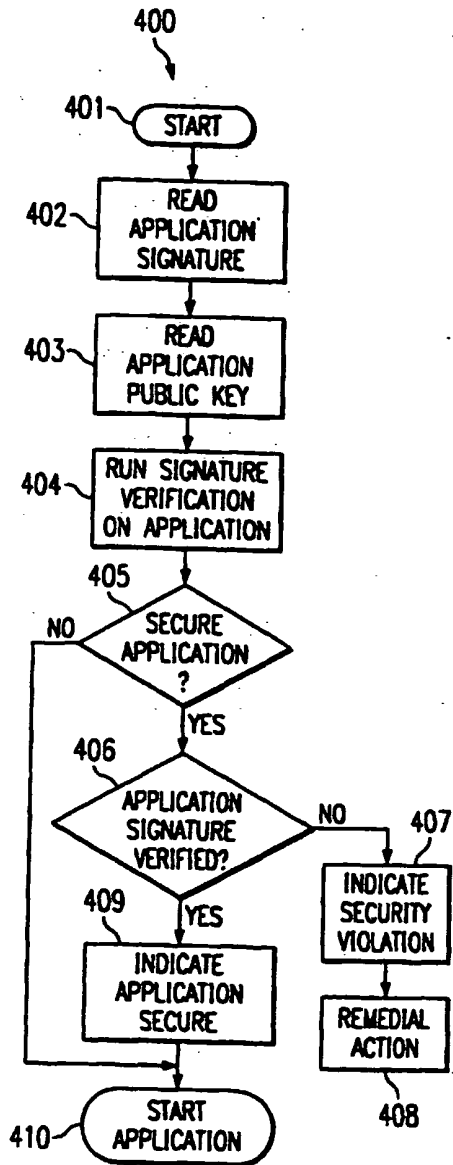 400
401
START
402
READ
APPLICATION
SIGNATURE
403
READ
APPLICATION
PUBLIC KEY
404
RUN SIGNATURE
VERIFICATION
ON APPLICATION
405
NO
SECURE
APPLICATION
?
YES
406
APPLICATION
SIGNATURE
VERIFIED?
NO
407
YES
409
INDICATE
APPLICATION
SECURE
INDICATE
SECURITY
VIOLATION
REMEDIAL
ACTION
408
410
START
APPLICATION